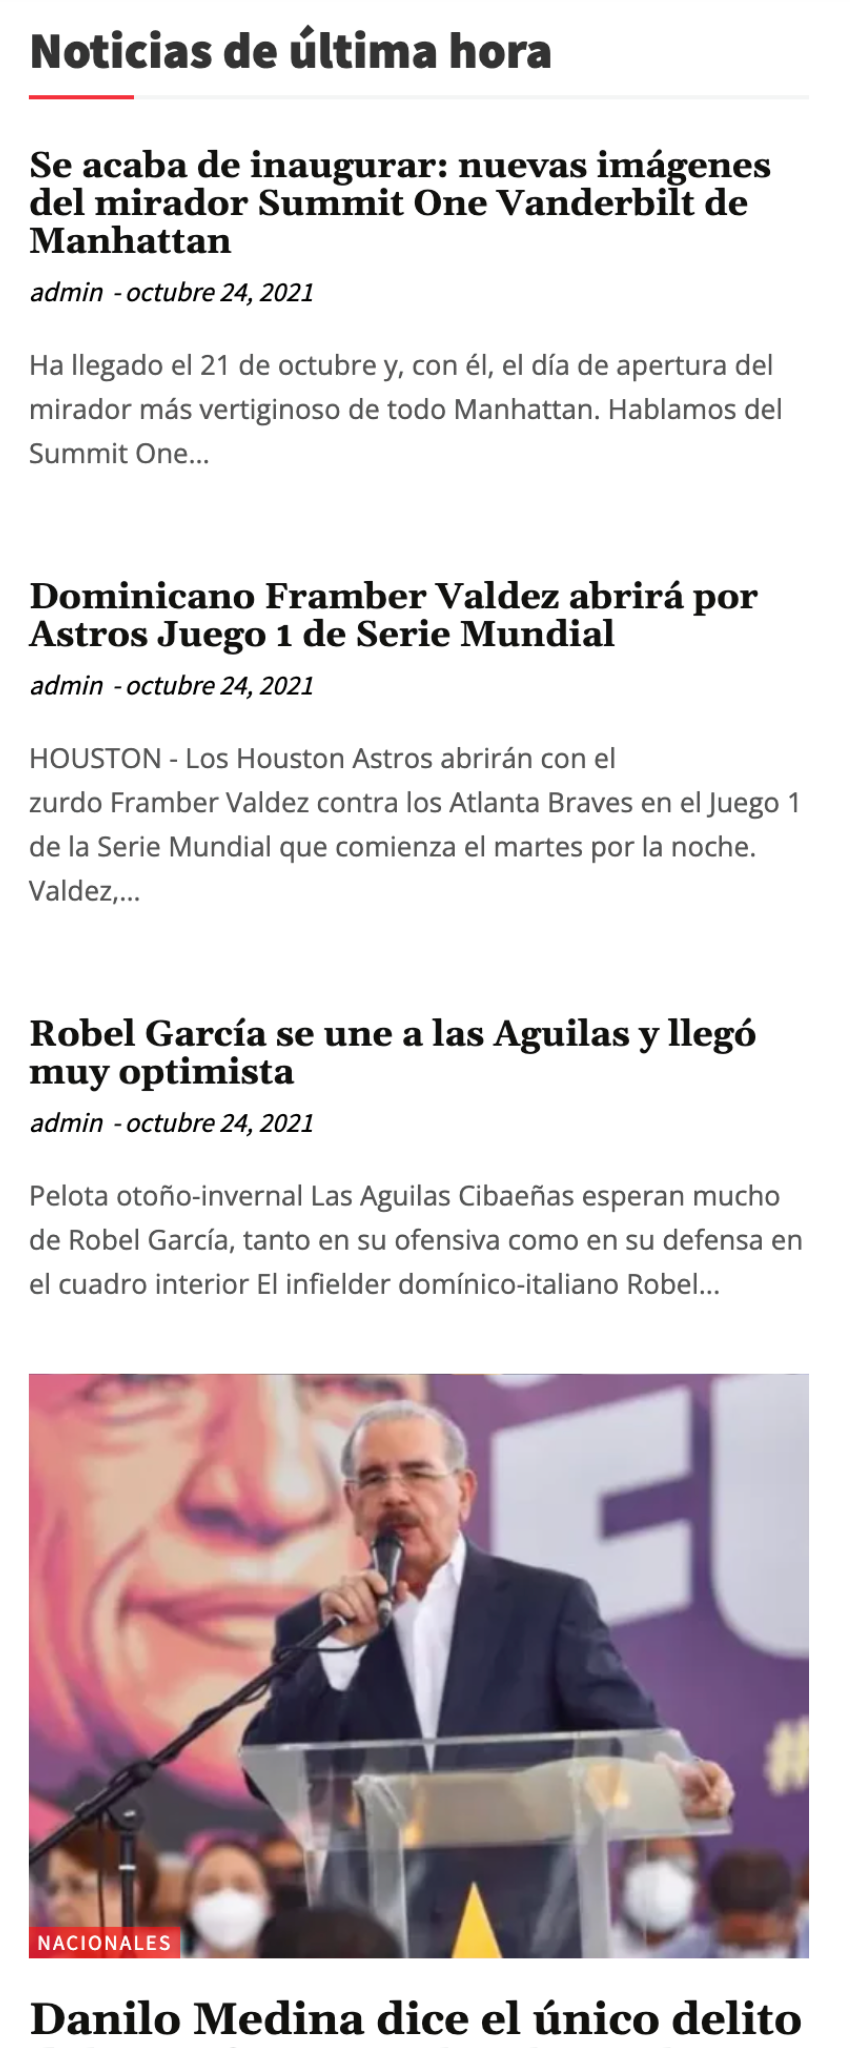 Noticias de última hora
Se acaba de inaugurar: nuevas imágenes
del mirador Summit One Vanderbilt de
Manhattan
admin - octubre 24, 2021
Ha llegado el 21 de octubre y, con él, el día de apertura del
mirador más vertiginoso de todo Manhattan. Hablamos del
Summit One...
Dominicano Framber Valdez abrirá por
Astros Juego 1 de Serie Mundial
admin - octubre 24, 2021
HOUSTON - Los Houston Astros abrirán con el
zurdo Framber Valdez contra los Atlanta Braves en el Juego 1
de la Serie Mundial que comienza el martes por la noche.
Valdez,...
Robel García se une a las Aguilas y llegó
muy optimista
admin - octubre 24, 2021
Pelota otoño-invernal Las Aguilas Cibaeñas esperan mucho
de Robel García, tanto en su ofensiva como en su defensa en
el cuadro interior El infielder domínico-italiano Robel...
#
NACIONALES
Danilo Medina dice el único delito